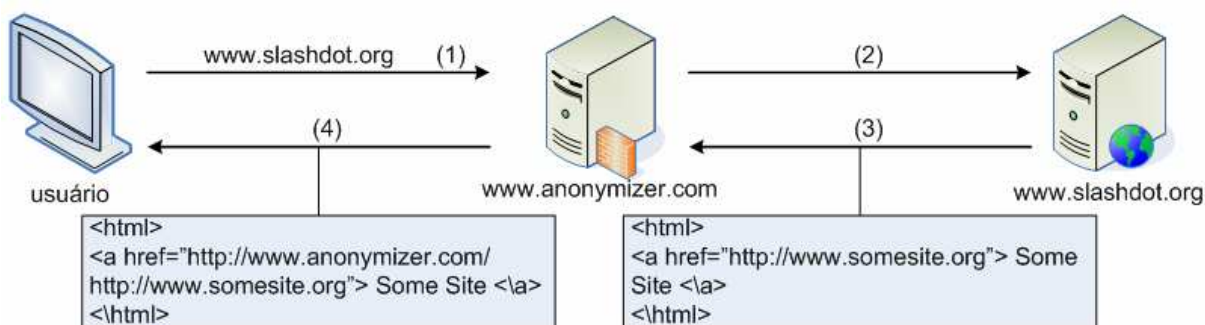 www.slashdot.org (1)
(2)
(4)
(3)
usuário
www.anonymizer.com
www.slashdot.org
<html>
<a href=”http://www.anonymizer.com/
http://www.somesite.org”> Some Site <\a>
<\html>
<html>
<a href=”http://www.somesite.org”> Some
Site <\a>
<\html>